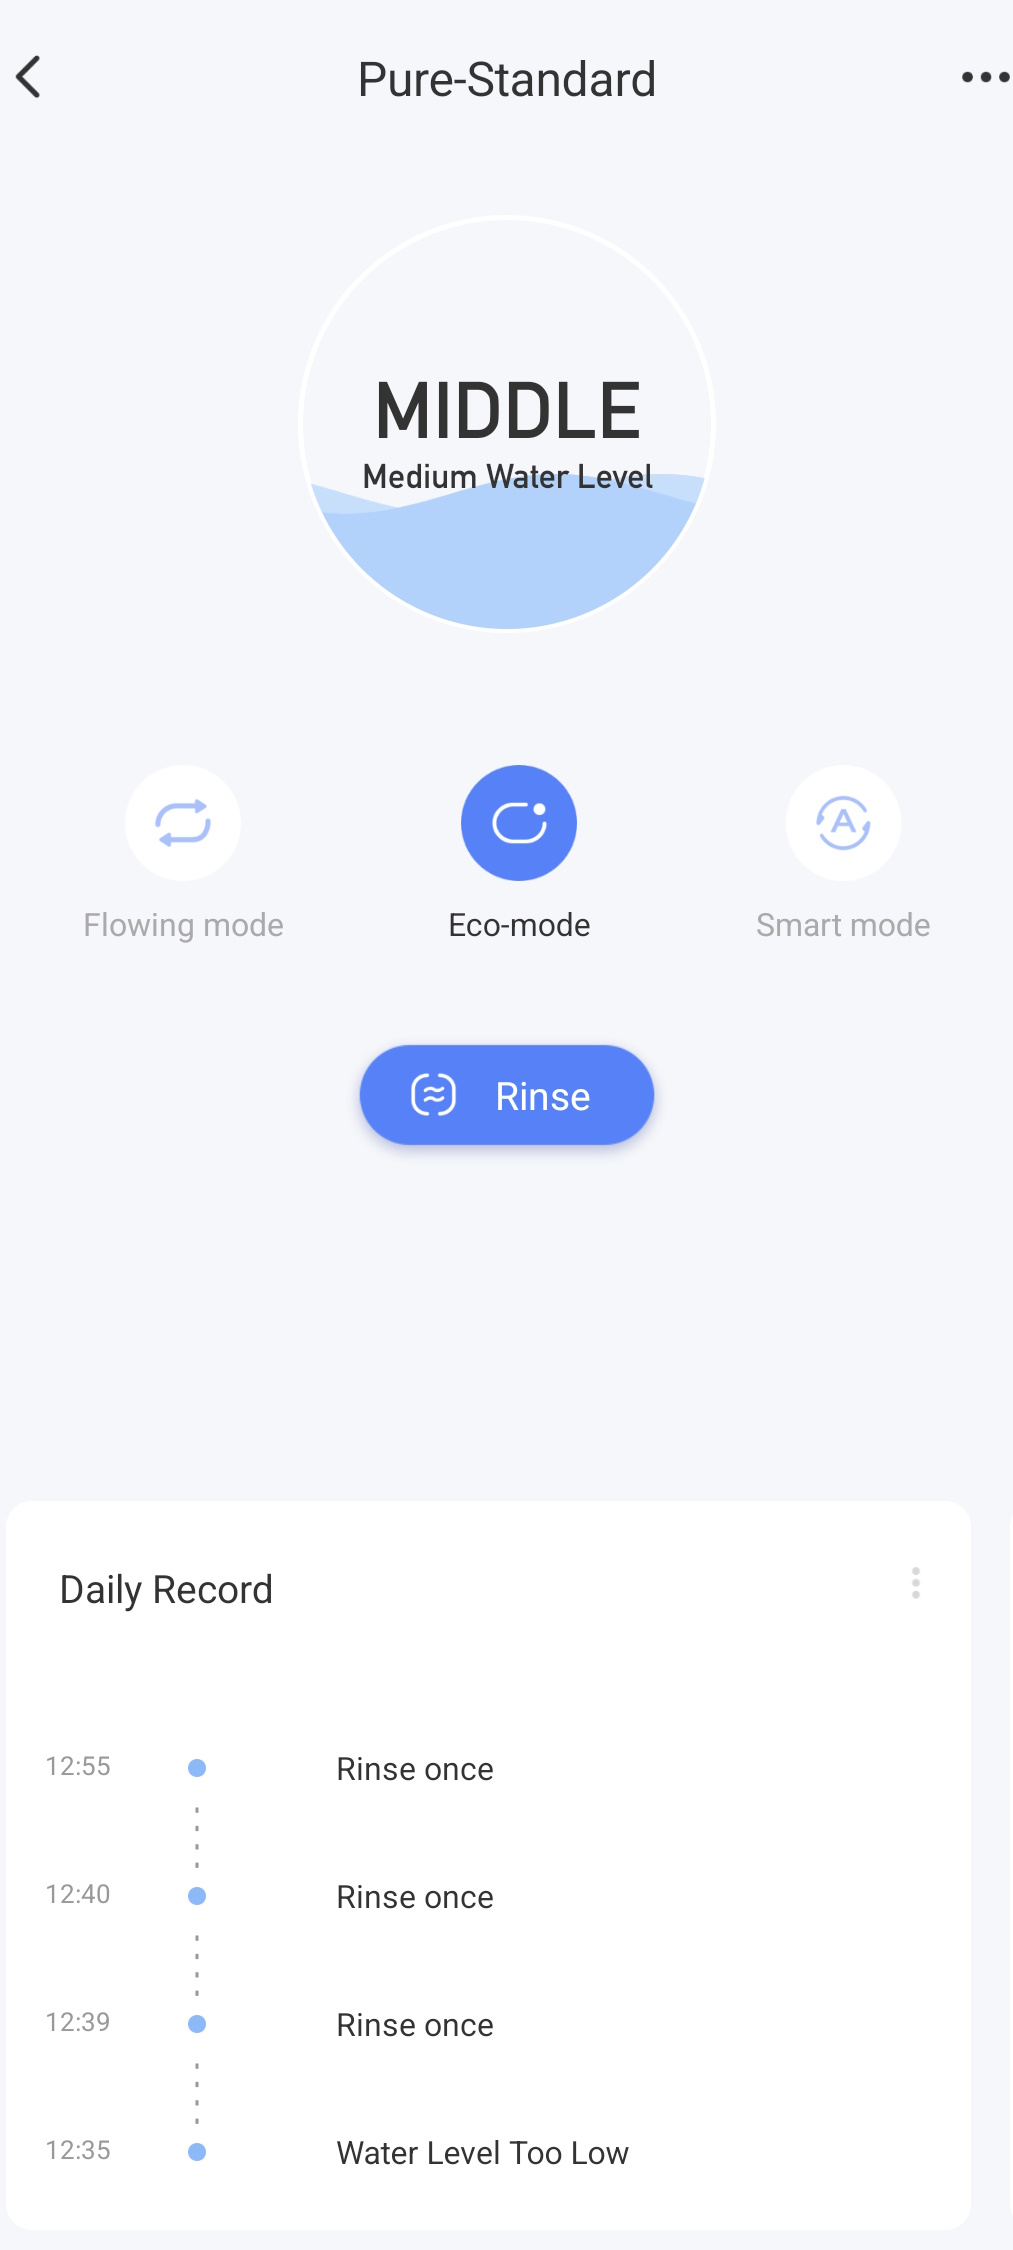 Pure-Standard
MIDDLE
Medium Water Level
Flowing mode
Eco-mode
A
Smart mode
Rinse
Daily Record
12:55 Rinse once
12:40 Rinse once
12:39 Rinse once
12:35 Water Level Too Low